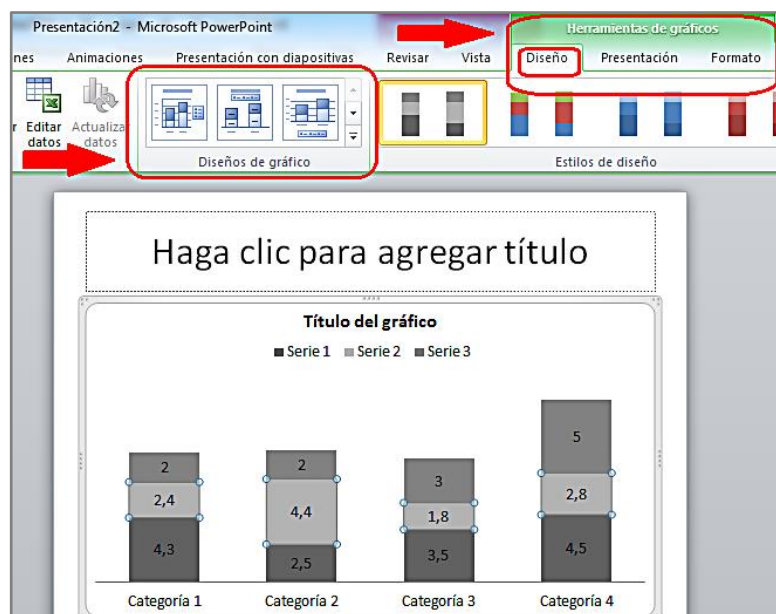 Presentación2 - Microsoft PowerPoint
Herramientas de gráficos
nes Animaciones Presentación con diapositivas Revisar Vista Diseño Presentación Formato
r Editar datos
Actualiza datos
Diseños de gráfico
Estilos de diseño
Haga clic para agregar título
Título del gráfico
Serie 1 Serie 2 Serie 3
2 2 3 5
2,4 4,4 1,8 2,8
4,3 2,5 3,5 4,5
Categoría 1 Categoría 2 Categoría 3 Categoría 4